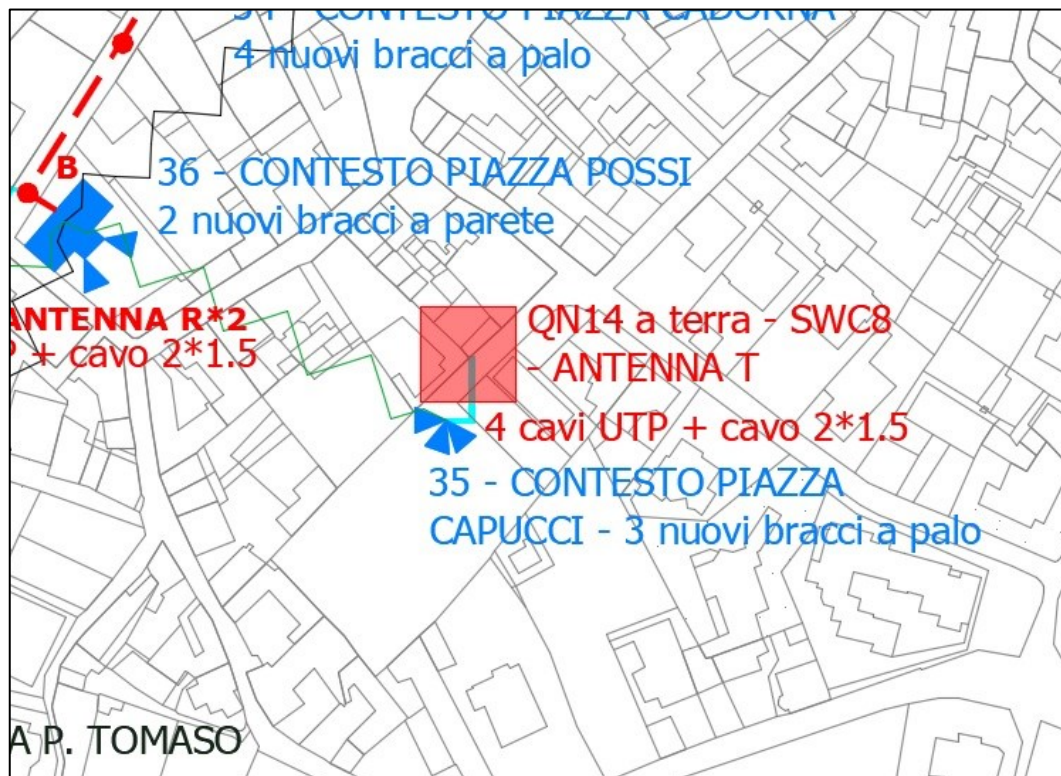 4 nuovi bracci a palo
B
36 - CONTESTO PIAZZA POSSI
2 nuovi bracci a parete
ANTENNA R*2
+ cavo 2*1.5
QN14 a terra - SWC8
- ANTENNA T
4 cavi UTP + cavo 2*1.5
35 - CONTESTO PIAZZA
CAPUCCI - 3 nuovi bracci a palo
A P. TOMASO